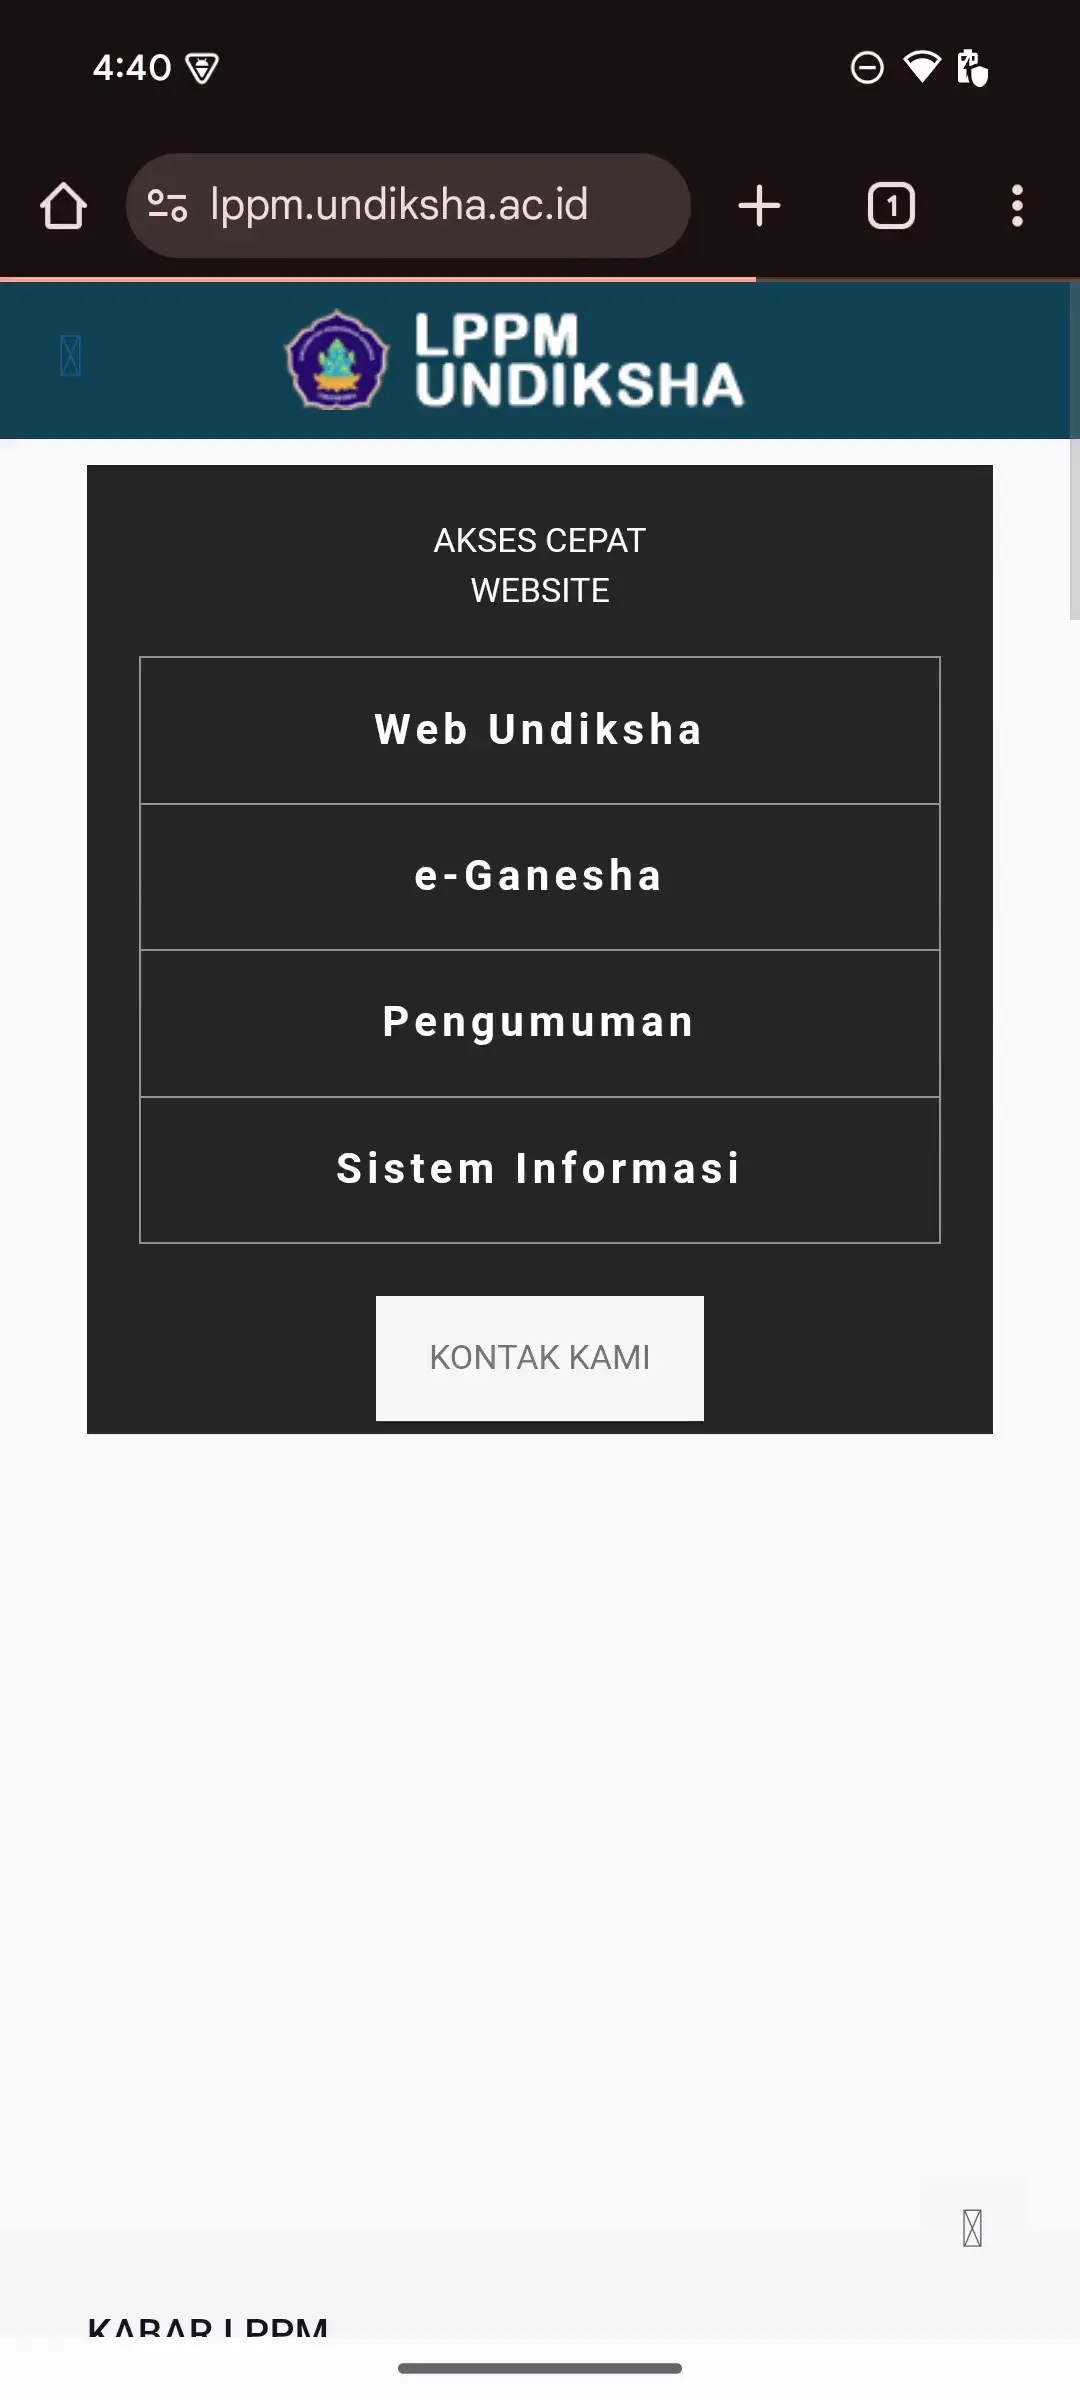 4:40
lppm.undiksha.ac.id
1
LPPM
UNDIKSHA
AKSES CEPAT
WEBSITE
Web Undiksha
e-Ganesha
Pengumuman
Sistem Informasi
KONTAK KAMI
KABAR LPPM